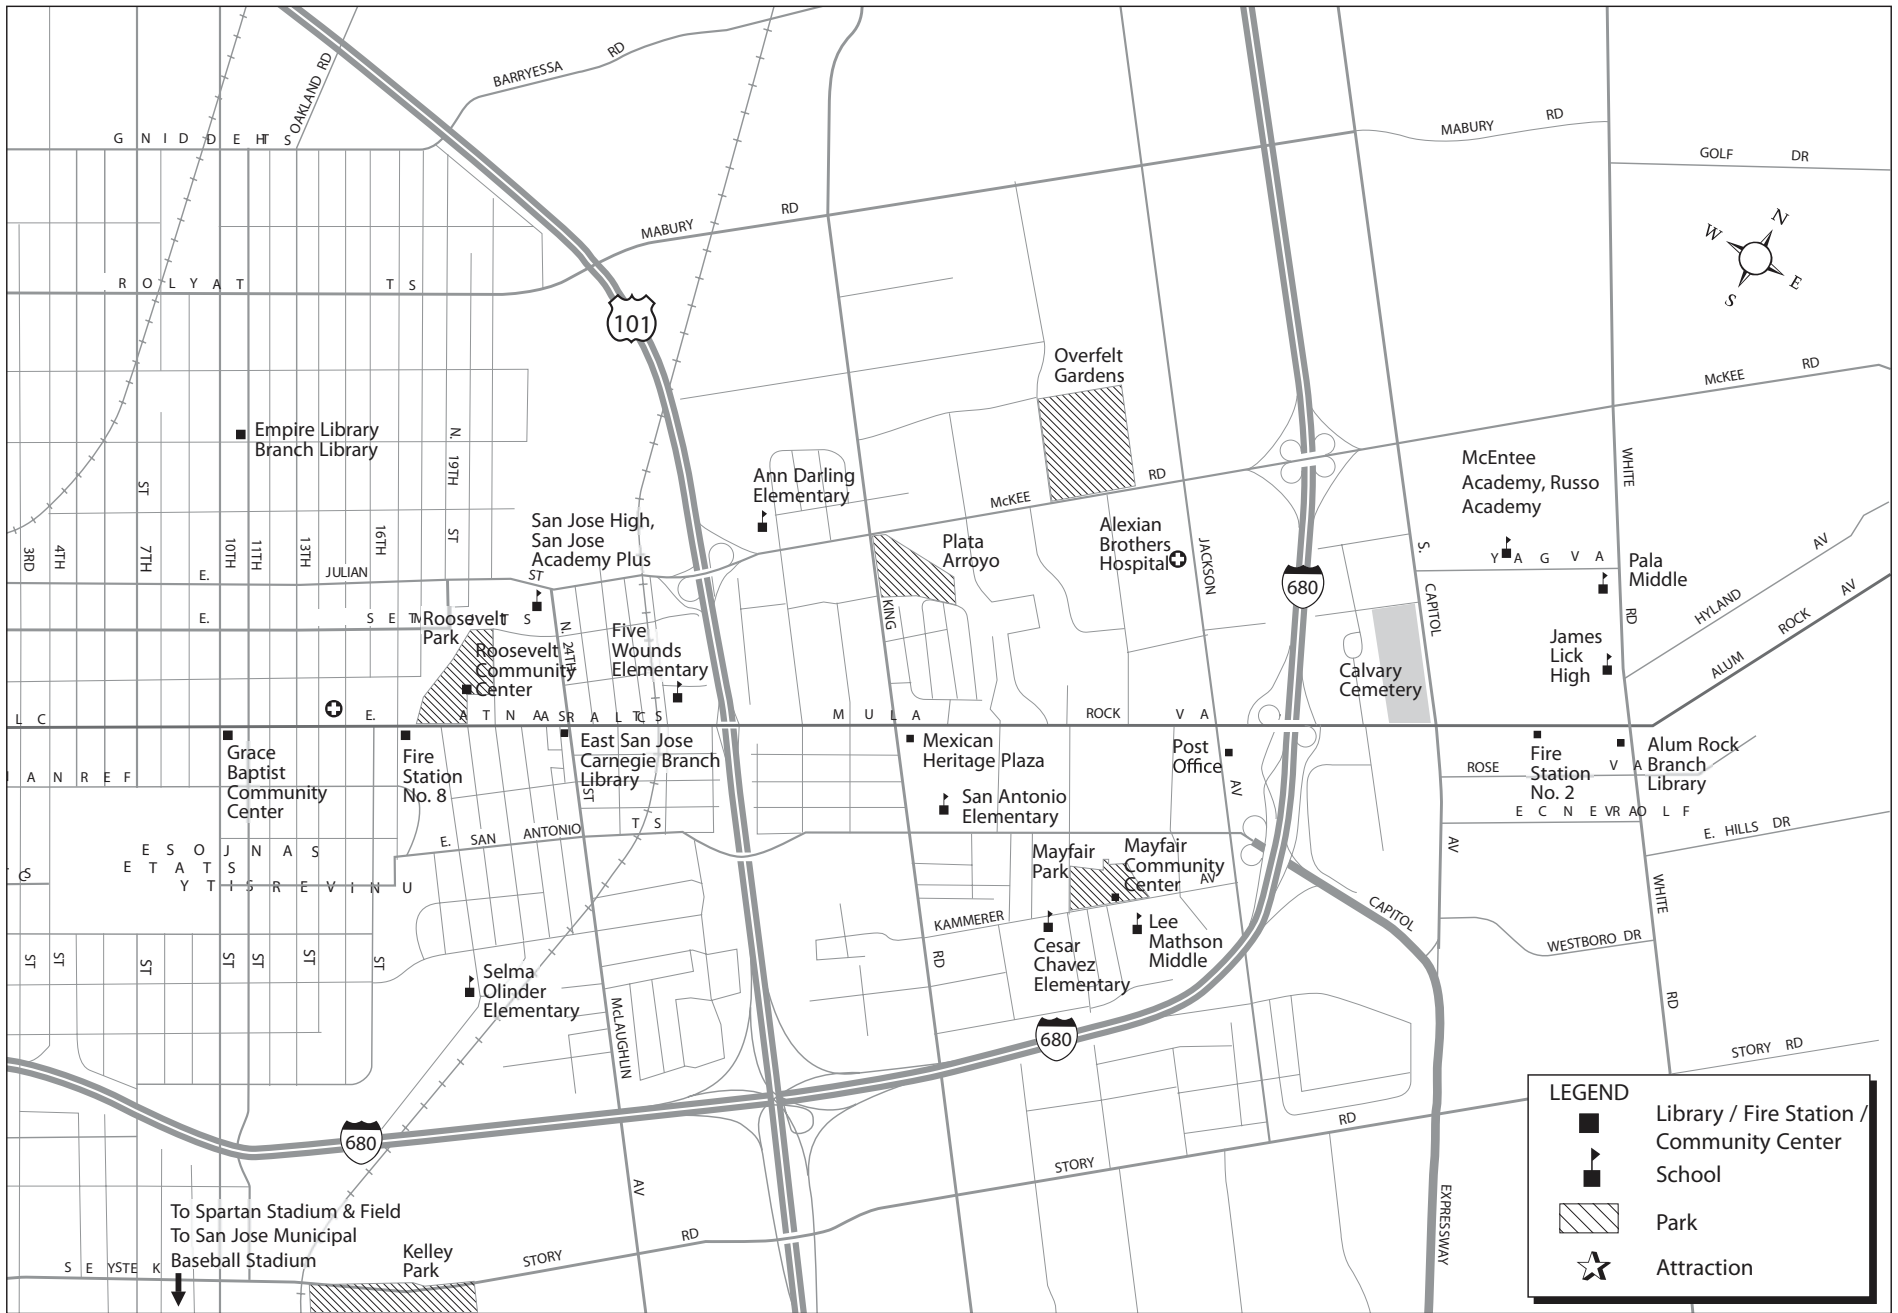 BARRYESSA RD
OAKLAND RD
G N I D D E H T S
MABURY RD
GOLF DR
MABURY RD
N
W
E
S
R O L Y A T T S
101
Overfelt
Gardens
McKEE RD
Empire Library
Branch Library
N. 19TH ST
Ann Darling
Elementary
McKEE RD
WHITE
McEntee
Academy, Russo
Academy
San Jose High,
San Jose
Academy Plus
Alexian
Brothers
Hospital
Plata
Arroyo
JACKSON
3RD
4TH
ST
7TH
10TH
11TH
13TH
16TH
E. JULIAN ST
680
S. CAPITOL
Y A G V A
Pala
Middle
RD
HYLAND AV
ALUM ROCK AV
E. S E T M T S
Roosevelt
Park
N. 24TH
Five
Wounds
Elementary
KING
Roosevelt
Community
Center
James
Lick
High
Calvary
Cemetery
L C
E. A T N A S A R A L C T S
M U L A ROCK V A
Grace
Baptist
Community
Center
Fire
Station
No. 8
East San Jose
Carnegie Branch
Library
ST
Mexican
Heritage Plaza
Post
Office
AV
Fire
Station
No. 2
Alum Rock
Branch
Library
ROSE V A
A N R E F
San Antonio
Elementary
E C N E R O L F V A
E. HILLS DR
E. SAN ANTONIO T S
E S O J N A S
E T A T S
Y T I S R E V I N U
Mayfair
Park
Mayfair
Community
Center
AV
AV
KAMMERER
CAPITOL
WHITE
WESTBORO DR
Cesar
Chavez
Elementary
Lee
Mathson
Middle
RD
ST
ST
ST
ST
ST
ST
ST
Selma
Olinder
Elementary
McLAUGHLIN
RD
680
STORY RD
680
STORY RD
AV
EXPRESSWAY
To Spartan Stadium & Field
To San Jose Municipal
Baseball Stadium
S E Y E K
Kelley
Park
STORY RD
LEGEND
Library / Fire Station /
Community Center
School
Park
Attraction